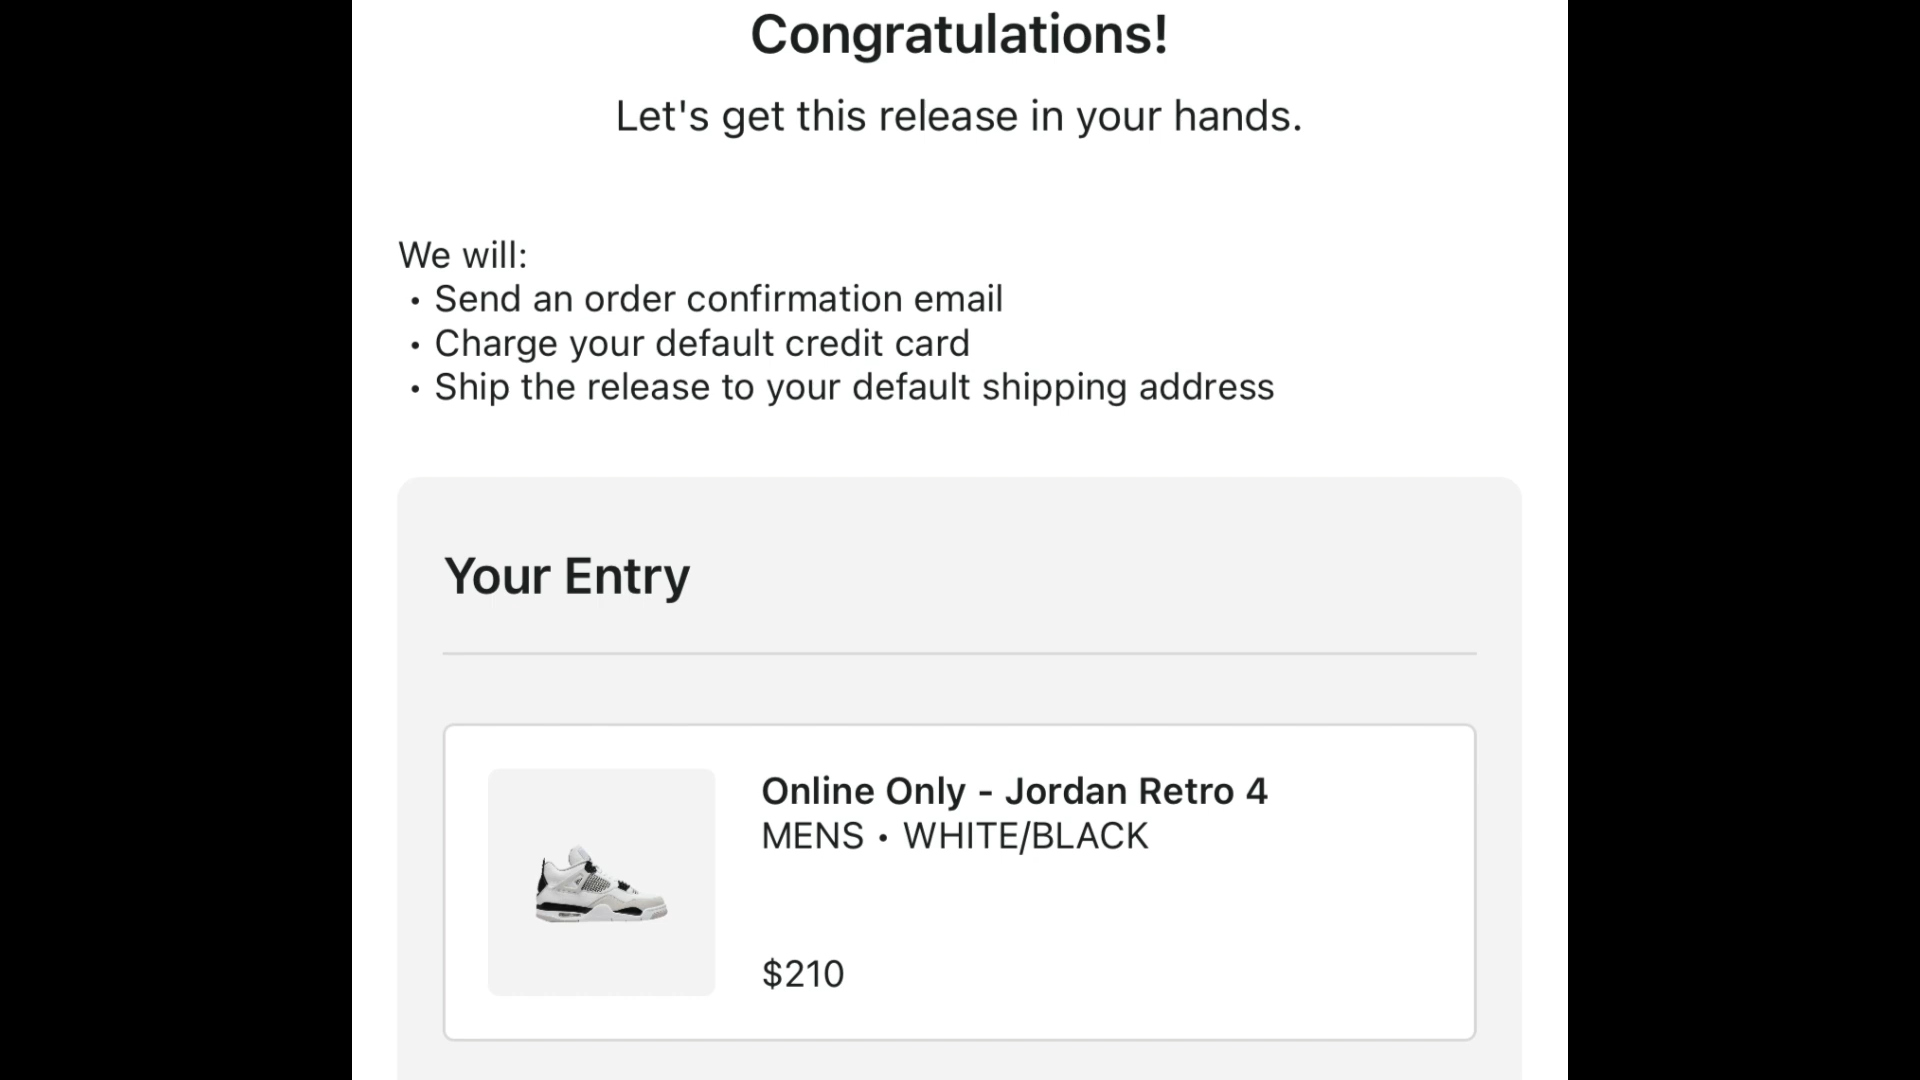 Congratulations!
Let's get this release in your hands.
We will:
• Send an order confirmation email
• Charge your default credit card
• Ship the release to your default shipping address
Your Entry
Online Only - Jordan Retro 4
MENS • WHITE/BLACK
$210